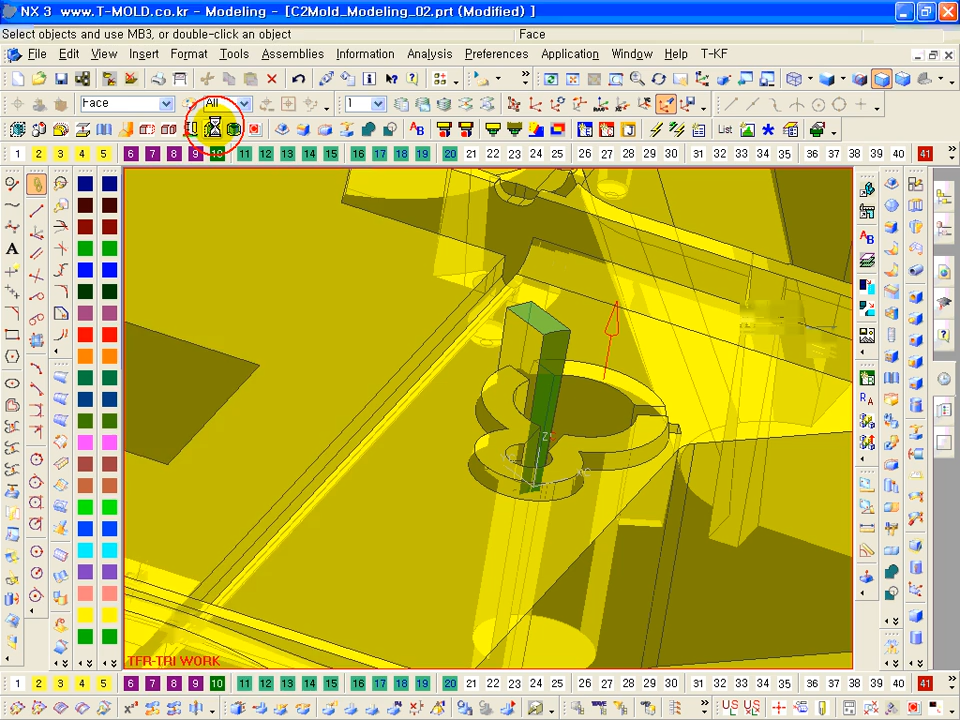 NX 3 www.T-MOLD.co.kr - Modeling - [C2Mold_Modeling_02.prt (Modified) ]
Select objects and use MB3, or double-click an object
Face
File Edit View Insert Format Tools Assemblies Information Analysis Preferences Application Window Help T-KF
Face All 1
List
1 2 3 4 5 6 7 8 9 10 11 12 13 14 15 16 17 18 19 20 21 22 23 24 25 26 27 28 29 30 31 32 33 34 35 36 37 38 39 40 41
TFR-TRI WORK
1 2 3 4 5 6 7 8 9 10 11 12 13 14 15 16 17 18 19 20 21 22 23 24 25 26 27 28 29 30 31 32 33 34 35 36 37 38 39 40 41